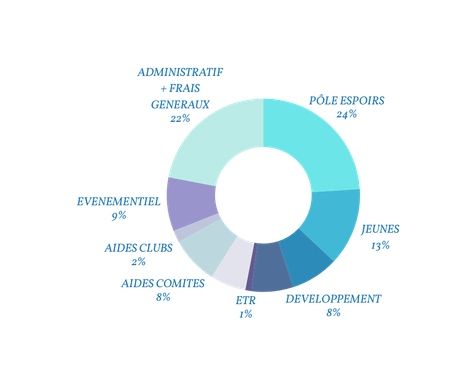 ADMINISTRATIF
+ FRAIS
GENERAUX
22%
PÔLE ESPOIRS
24%
EVENEMENTIEL
9%
JEUNES
13%
AIDES CLUBS
2%
AIDES COMITES
8%
ETR
1%
DEVELOPPEMENT
8%